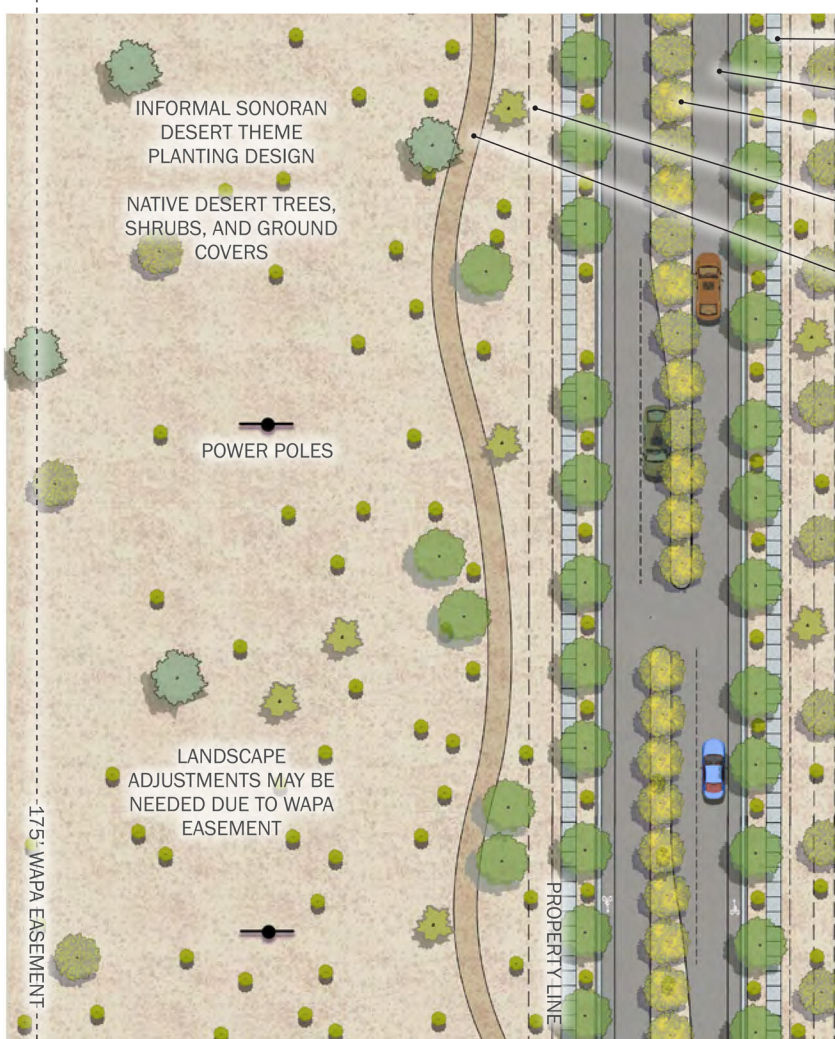 INFORMAL SONORAN
DESERT THEME
PLANTING DESIGN
NATIVE DESERT TREES,
SHRUBS, AND GROUND
COVERS
POWER POLES
LANDSCAPE
ADJUSTMENTS MAY BE
NEEDED DUE TO WAPA
EASEMENT
175' WAPA EASEMENT
PROPERTY LINE